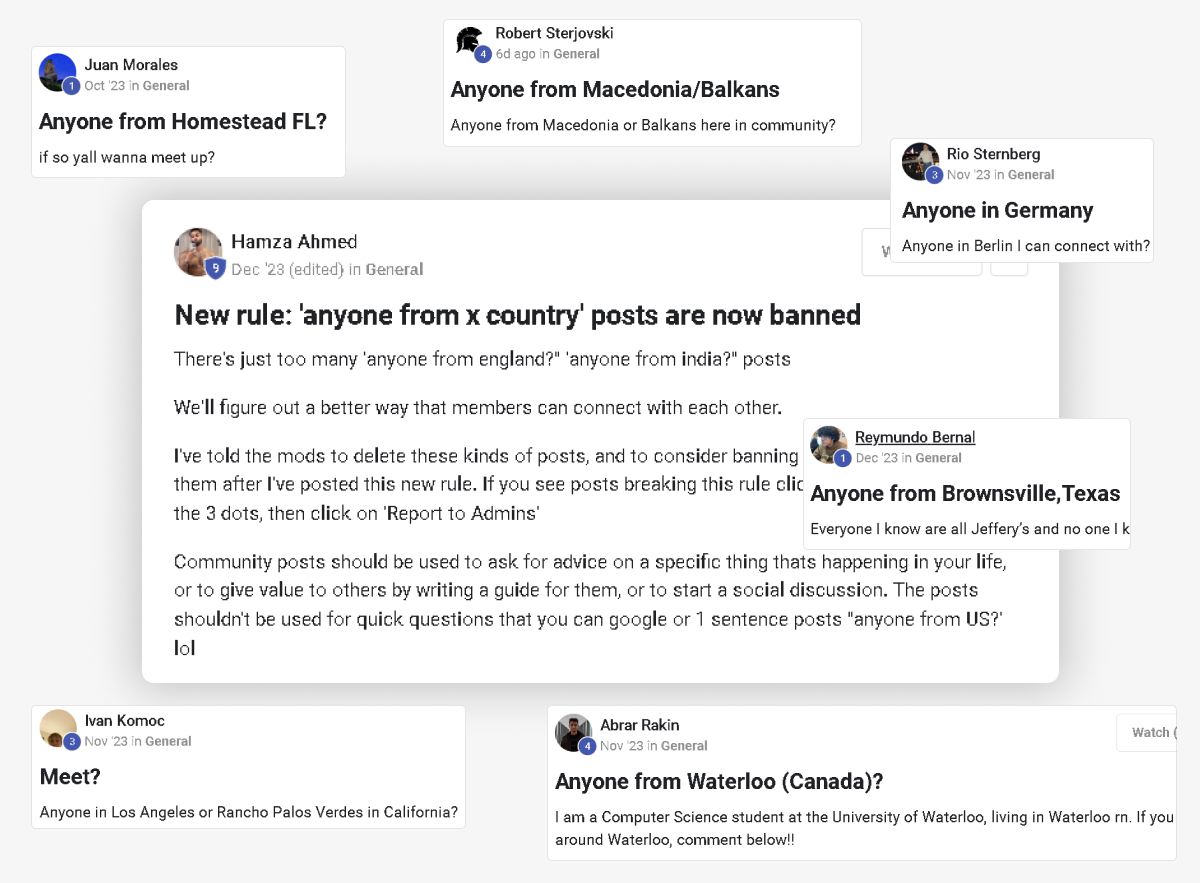 Juan Morales
1
Oct '23 in General
Anyone from Homestead FL?
if so yall wanna meet up?
Robert Sterjovski
4
6d ago in General
Anyone from Macedonia/Balkans
Anyone from Macedonia or Balkans here in community?
Rio Sternberg
3
Nov '23 in General
Anyone in Germany
Anyone in Berlin I can connect with?
Hamza Ahmed
9
Dec '23 (edited) in General
New rule: 'anyone from x country' posts are now banned
There's just too many 'anyone from england?" 'anyone from india?" posts
We'll figure out a better way that members can connect with each other.
I've told the mods to delete these kinds of posts, and to consider banning
them after I've posted this new rule. If you see posts breaking this rule
the 3 dots, then click on 'Report to Admins'
Community posts should be used to ask for advice on a specific thing thats happening in your life,
or to give value to others by writing a guide for them, or to start a social discussion. The posts
shouldn't be used for quick questions that you can google or 1 sentence posts "anyone from US?'
lol
Reymundo Bernal
1
Dec '23 in General
Anyone from Brownsville,Texas
Everyone I know are all Jeffery's and no one I
Ivan Komoc
3
Nov '23 in General
Meet?
Anyone in Los Angeles or Rancho Palos Verdes in California?
Abrar Rakin
4
Nov '23 in General
Watch (
Anyone from Waterloo (Canada)?
I am a Computer Science student at the University of Waterloo, living in Waterloo rn. If you
around Waterloo, comment below!!